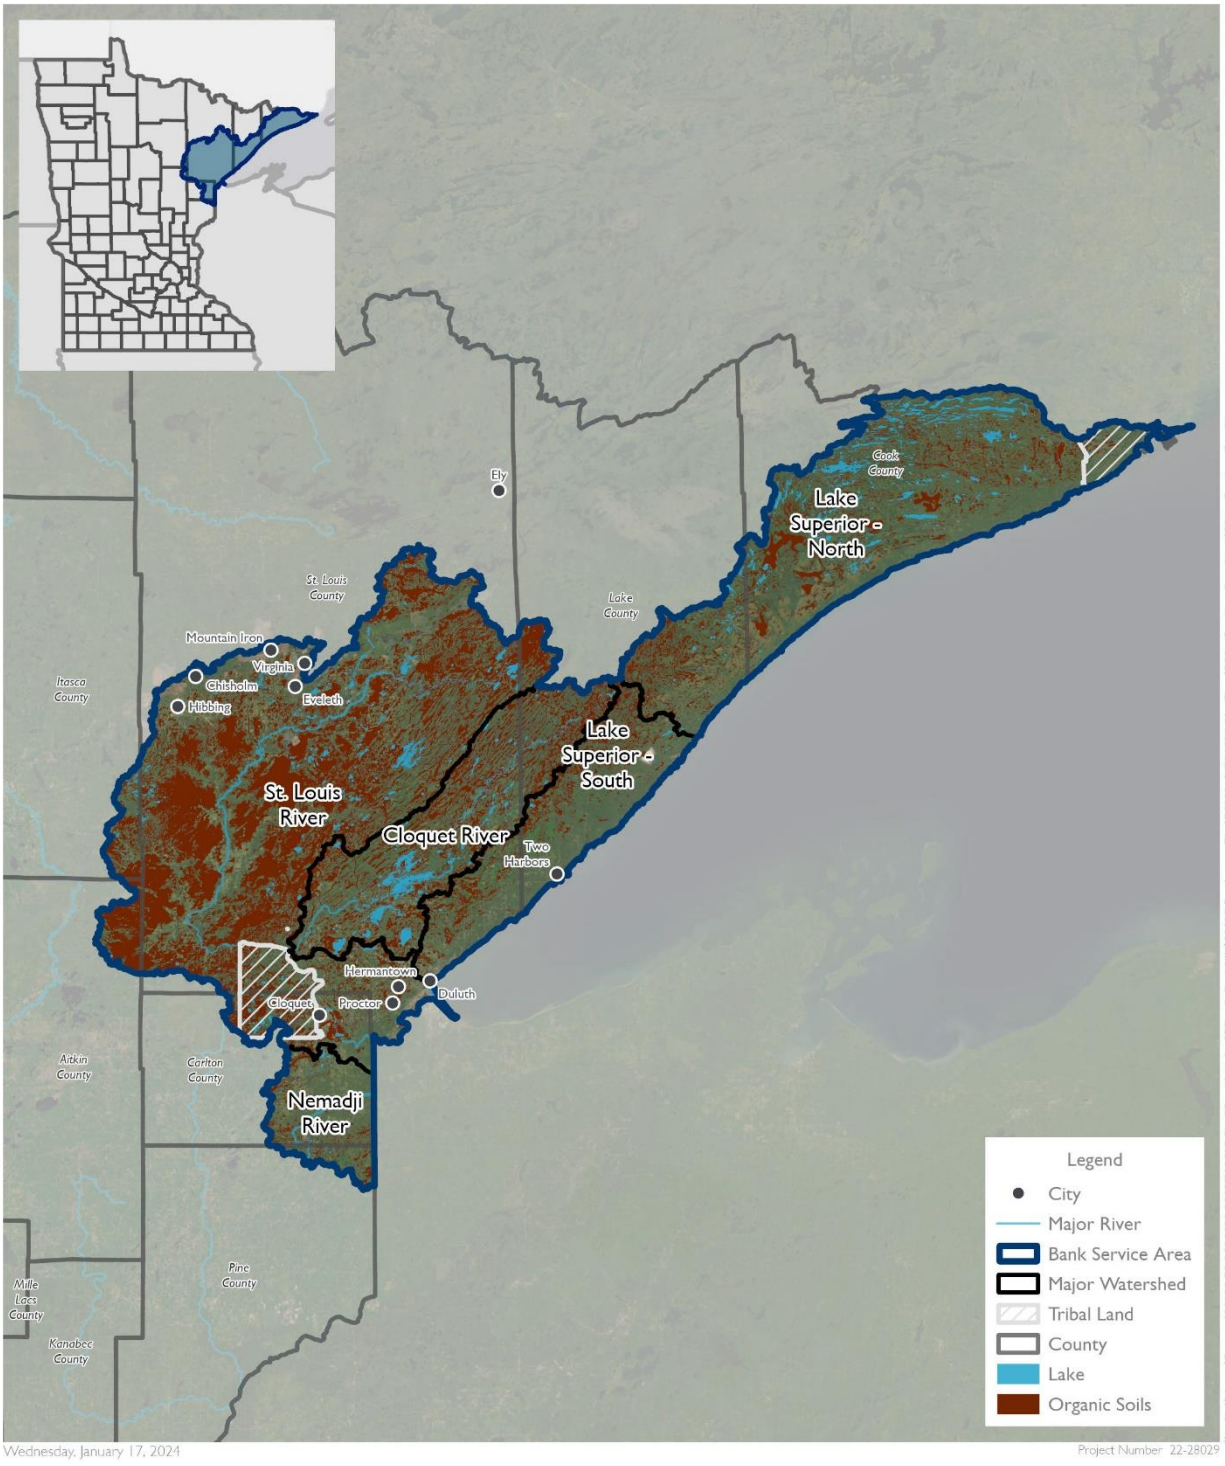 Ely
Cook
County
Lake
Superior -
North
St. Louis
County
Lake
County
Mountain Iron
Virginia
Chisholm
Eveleth
Hibbing
Itasca
County
Lake
Superior -
South
St. Louis
River
Cloquet River
Two
Harbors
Hermantown
Duluth
Cloquet
Proctor
Aitkin
County
Carlton
County
Nemadji
River
Pine
County
Mille
Lacs
County
Kanabec
County
Legend
City
Major River
Bank Service Area
Major Watershed
Tribal Land
County
Lake
Organic Soils
Wednesday, January 17, 2024
Project Number 22-28029